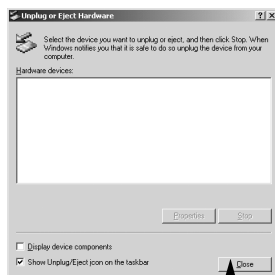 Unplug or Eject Hardware
Select the device you want to unplug or eject, and then click Stop. When
Windows notifies you that it is safe to do so unplug the device from your
computer.
Hardware devices:
Properties
Stop
Display device components
Show Unplug/Eject icon on the taskbar
Close